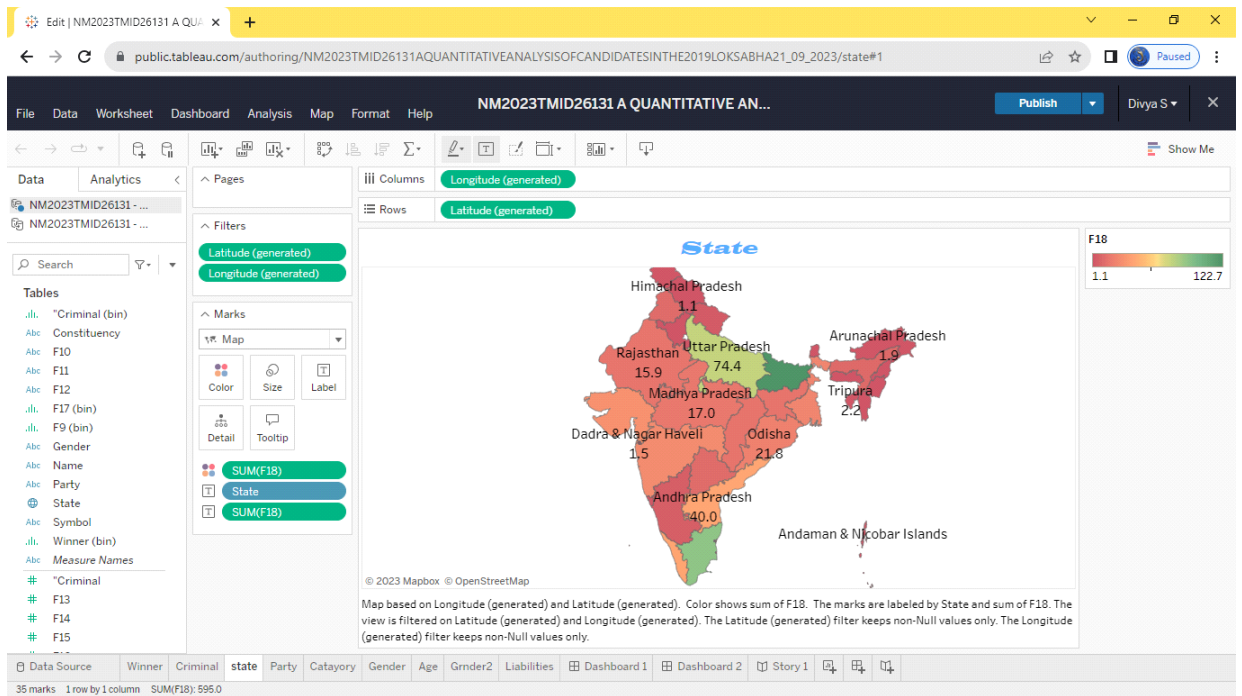 Edit | NM2023TMID26131 A QUA
public.tableau.com/authoring/NM2023TMID26131AQUANTITATIVEANALYSISOFCANDIDATESINTHE2019LOKSABHA21_09_2023/state#1
Paused
NM2023TMID26131 A QUANTITATIVE AN...
Publish
Divya S
File Data Worksheet Dashboard Analysis Map Format Help
Show Me
Data Analytics
NM2023TMID26131 - ...
NM2023TMID26131 - ...
Search
Tables
"Criminal (bin)
Abc Constituency
Abc F10
Abc F11
Abc F12
F17 (bin)
F9 (bin)
Abc Gender
Abc Name
Abc Party
State
Abc Symbol
Winner (bin)
Abc Measure Names
# "Criminal
# F13
# F14
# F15
Pages
Filters
Latitude (generated)
Longitude (generated)
Marks
Map
Color Size Label
Detail Tooltip
SUM(F18)
State
SUM(F18)
Columns Longitude (generated)
Rows Latitude (generated)
State
Himachal Pradesh
1.1
Arunachal Pradesh
1.9
Rajasthan
15.9
Uttar Pradesh
74.4
Madhya Pradesh
17.0
Tripura
2.2
Dadra & Nagar Haveli
1.5
Odisha
21.8
Andhra Pradesh
40.0
Andaman & Nicobar Islands
© 2023 Mapbox © OpenStreetMap
Map based on Longitude (generated) and Latitude (generated). Color shows sum of F18. The marks are labeled by State and sum of F18. The
view is filtered on Latitude (generated) and Longitude (generated). The Latitude (generated) filter keeps non-Null values only. The Longitude
(generated) filter keeps non-Null values only.
F18
1.1 122.7
Data Source Winner Criminal state Party Catayory Gender Age Grnder2 Liabilities Dashboard 1 Dashboard 2 Story 1
35 marks 1 row by 1 column SUM(F18): 595.0